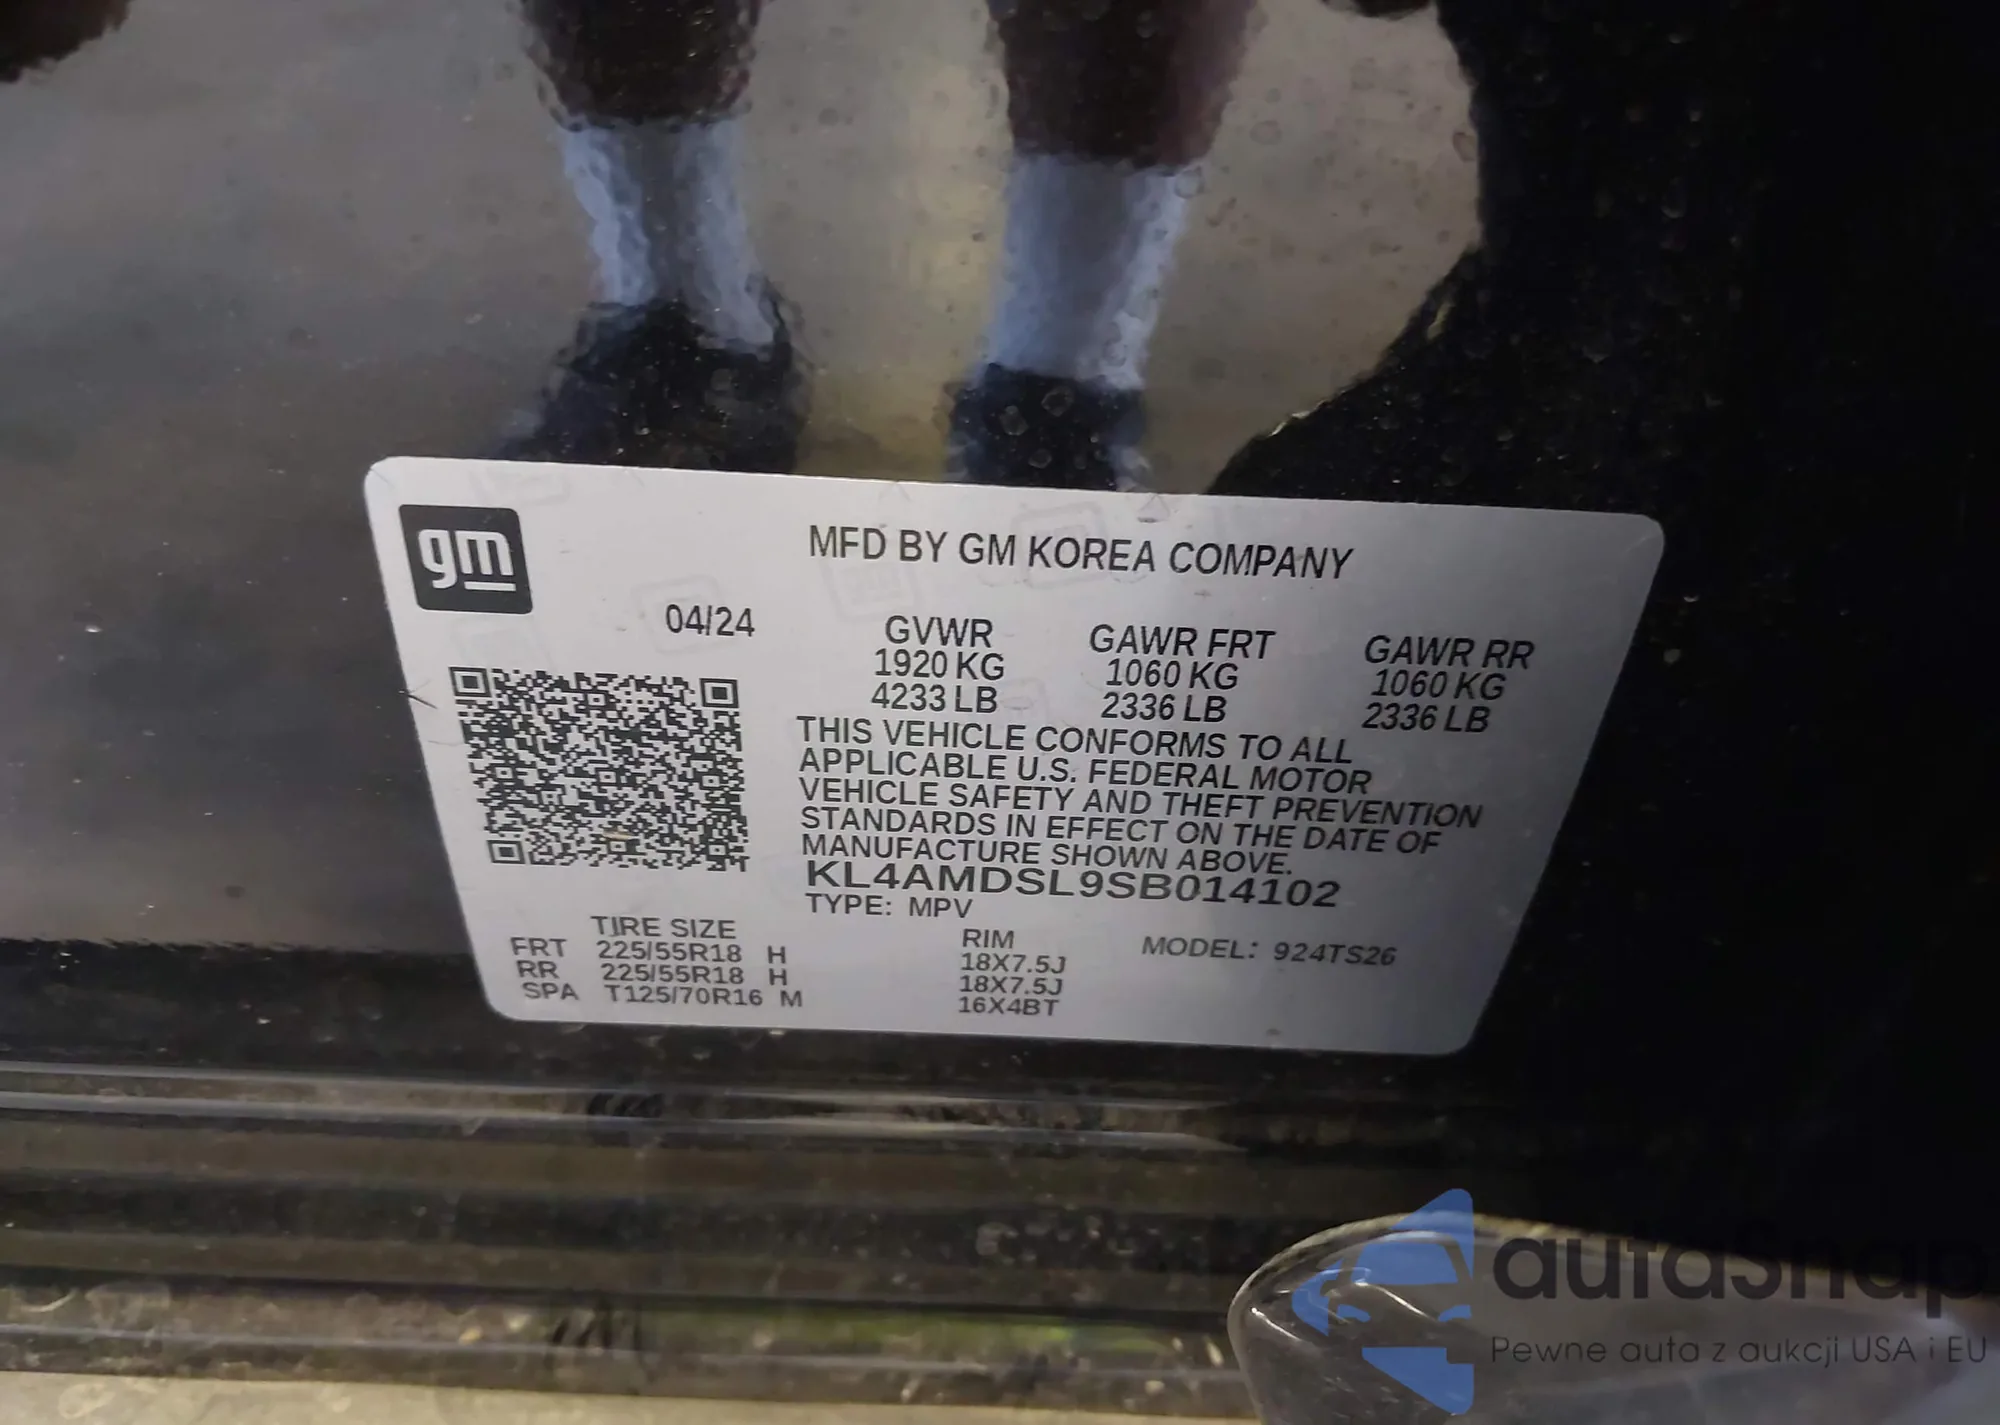 gm
MFD BY GM KOREA COMPANY
04/24
GVWR GAWR FRT GAWR RR
1920 KG 1060 KG 1060 KG
4233 LB 2336 LB 2336 LB
THIS VEHICLE CONFORMS TO ALL
APPLICABLE U.S. FEDERAL MOTOR
VEHICLE SAFETY AND THEFT PREVENTION
STANDARDS IN EFFECT ON THE DATE OF
MANUFACTURE SHOWN ABOVE.
KL4AMDSL9SB014102
TYPE: MPV
TIRE SIZE RIM MODEL: 924TS26
FRT 225/55R18 H 18X7.5J
RR 225/55R18 H 18X7.5J
SPA T125/70R16 M 16X4BT
autaSnap
Pewne auta z aukcji USA i EU